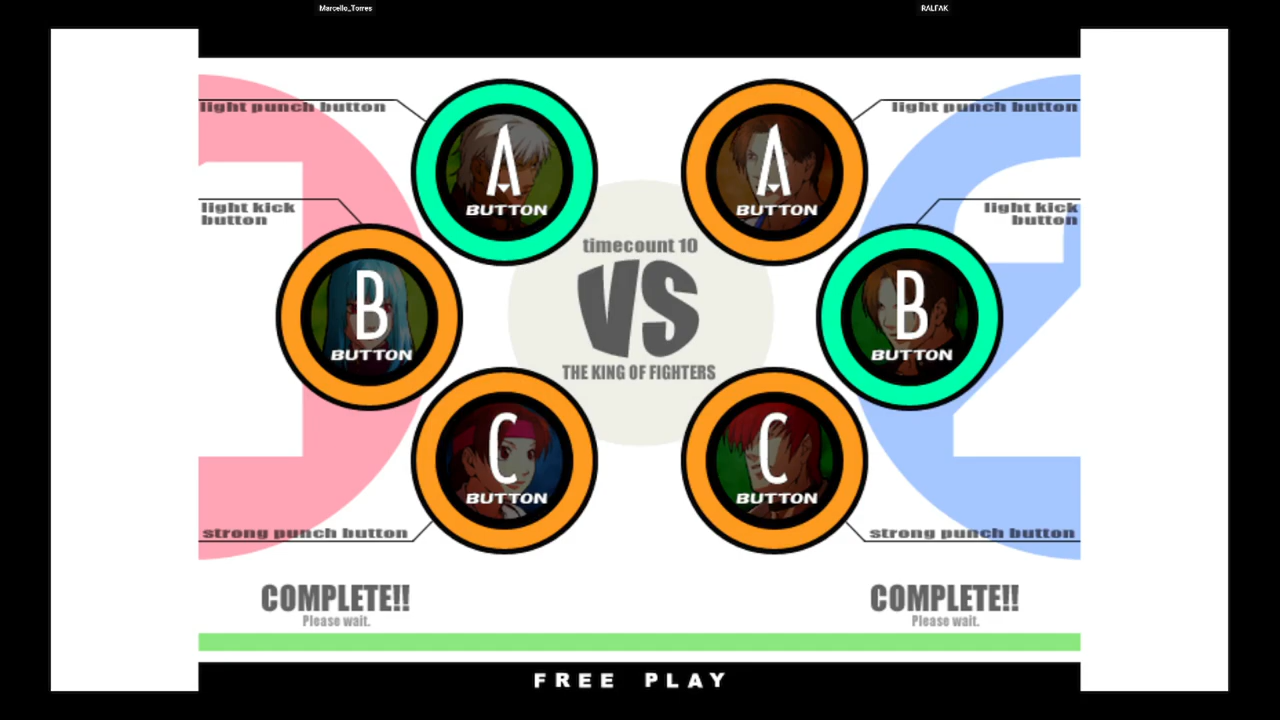 Marcello_Torres
RALFAK
light punch button
light punch button
A
BUTTON
A
BUTTON
light kick
button
light kick
button
B
BUTTON
timecount 10
VS
THE KING OF FIGHTERS
B
BUTTON
C
BUTTON
C
BUTTON
strong punch button
strong punch button
COMPLETE!!
Please wait.
COMPLETE!!
Please wait.
FREE PLAY